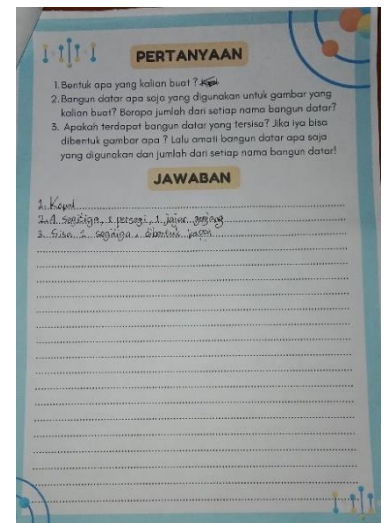 PERTANYAAN
1. Bentuk apa yang kalian buat ?
2. Bangun datar apa saja yang digunakan untuk gambar yang
kalian buat? Berapa jumlah dari setiap nama bangun datar?
3. Apakah terdapat bangun datar yang tersisa? Jika iya bisa
dibentuk gambar apa ? Lalu amati bangun datar apa saja
yang digunakan dan jumlah dari setiap nama bangun datar!
JAWABAN
1. Kapal
2. 4 segitiga, 1 persegi, 1 jajar genjang
3. Sisa 2 segitiga, dibentuk